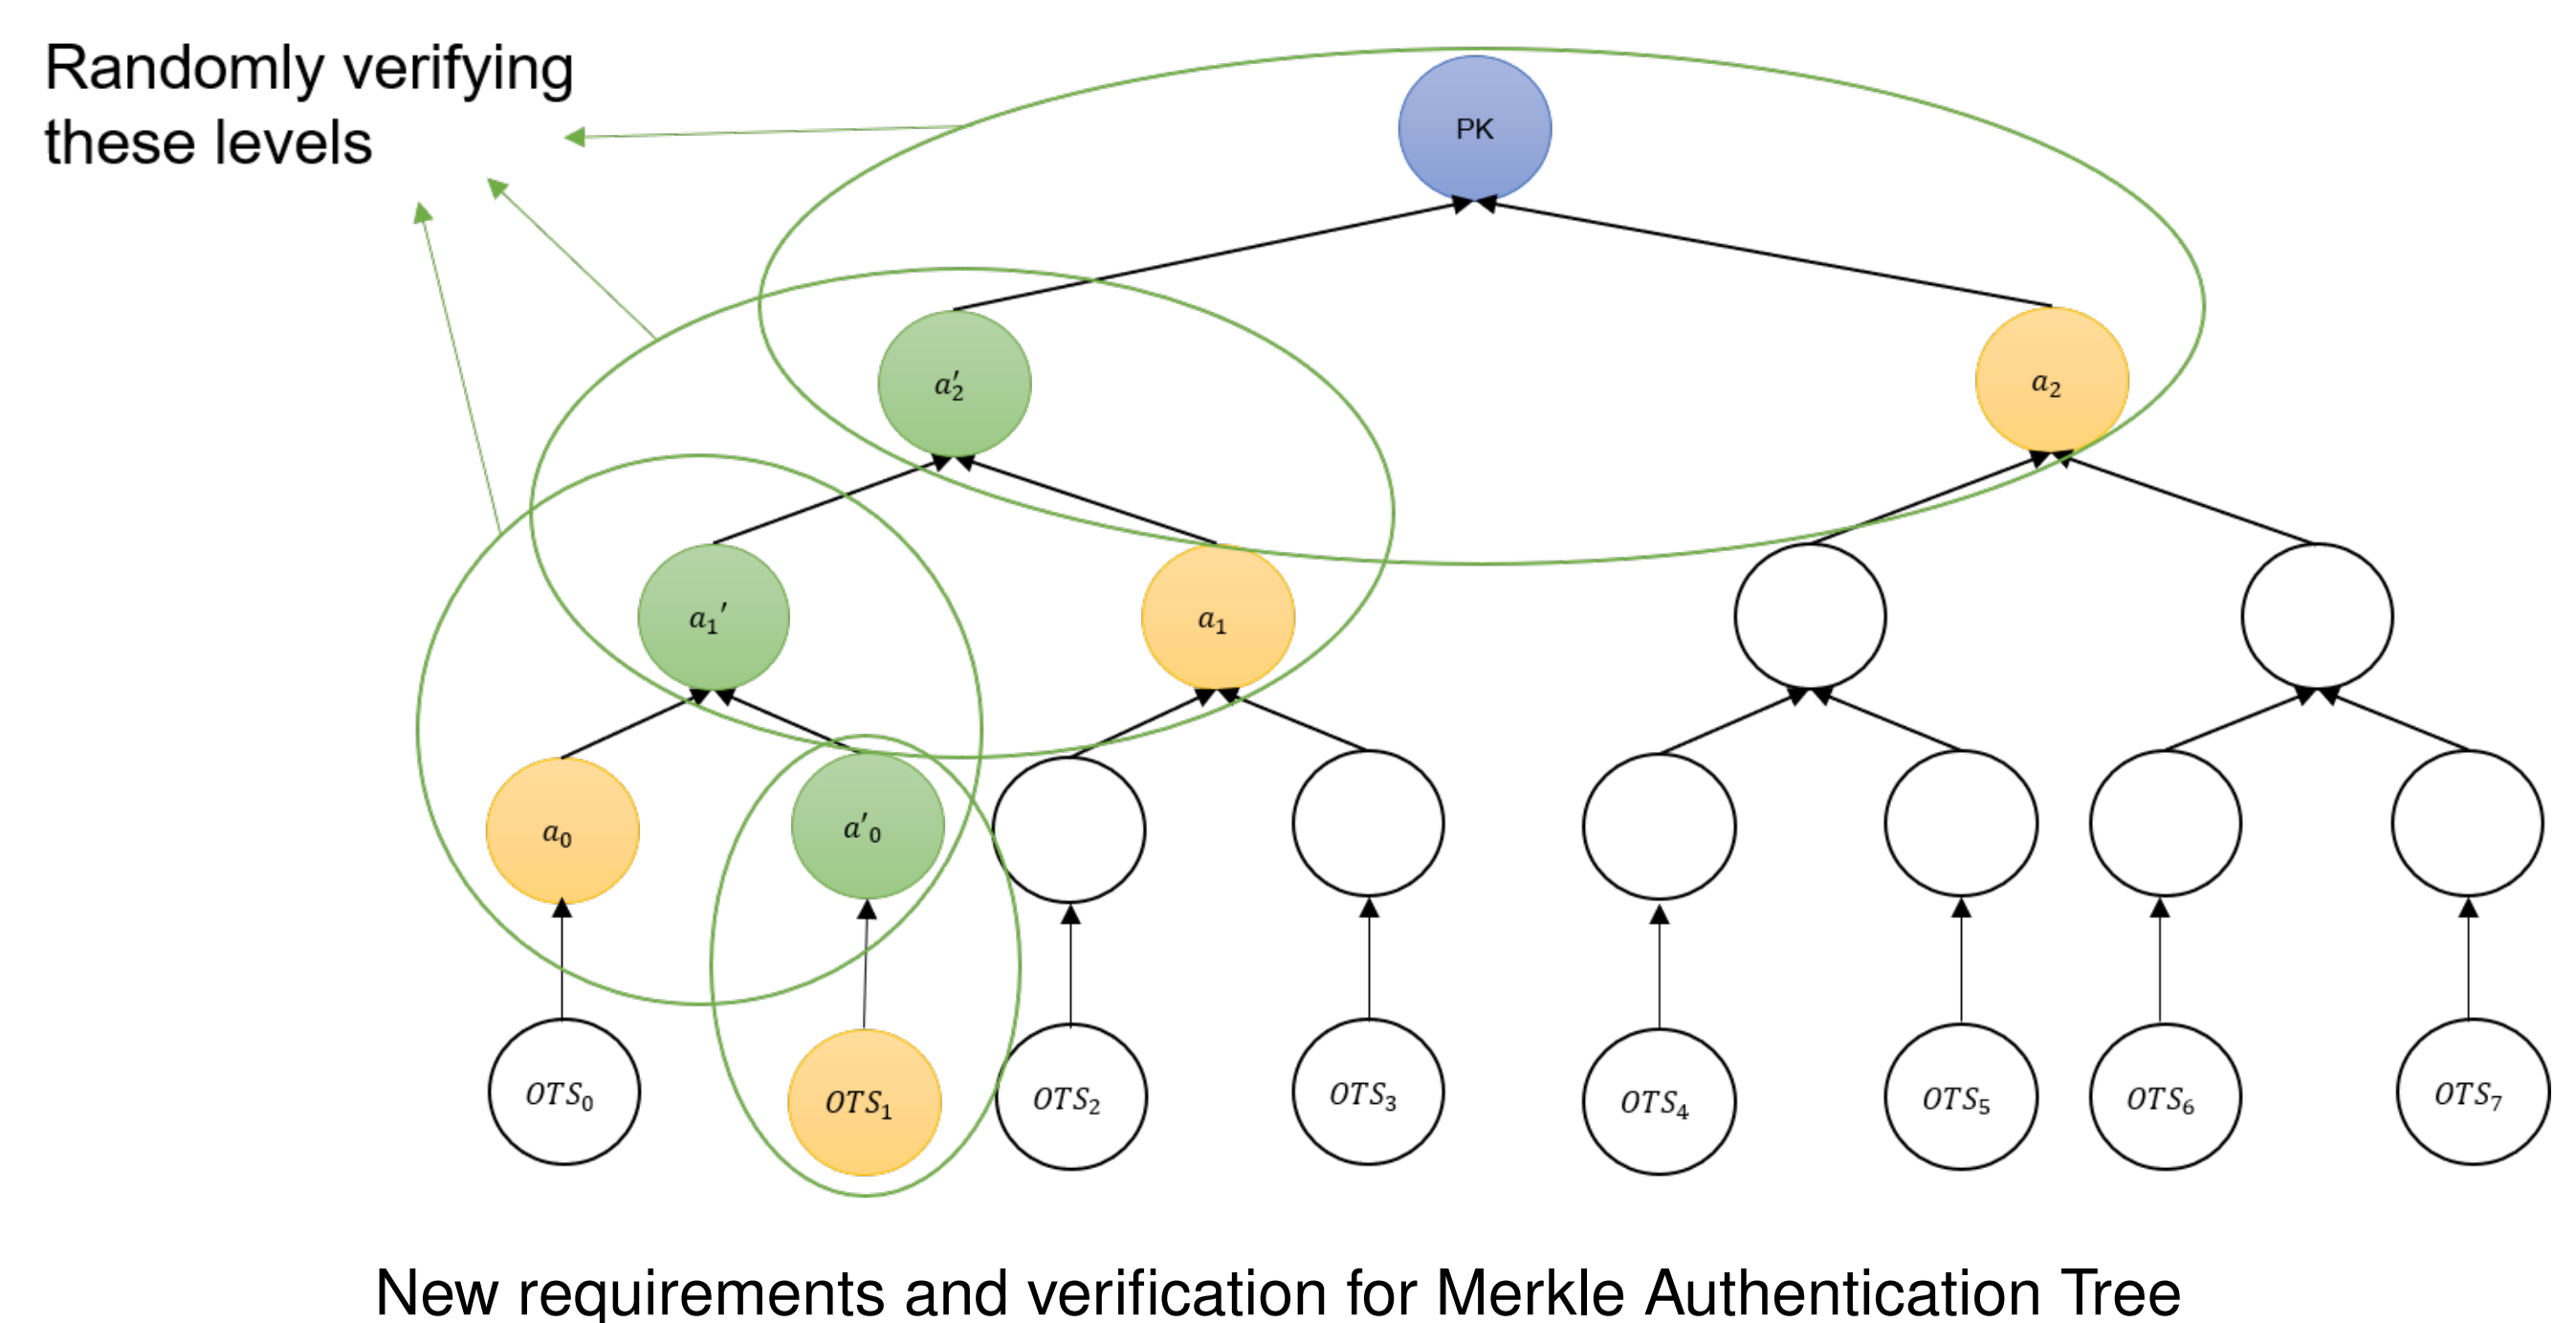 Randomly verifying
these levels
PK
a′₂
a₂
a₁′
a₁
a₀
a′₀
OTS₀
OTS₁
OTS₂
OTS₃
OTS₄
OTS₅
OTS₆
OTS₇
New requirements and verification for Merkle Authentication Tree